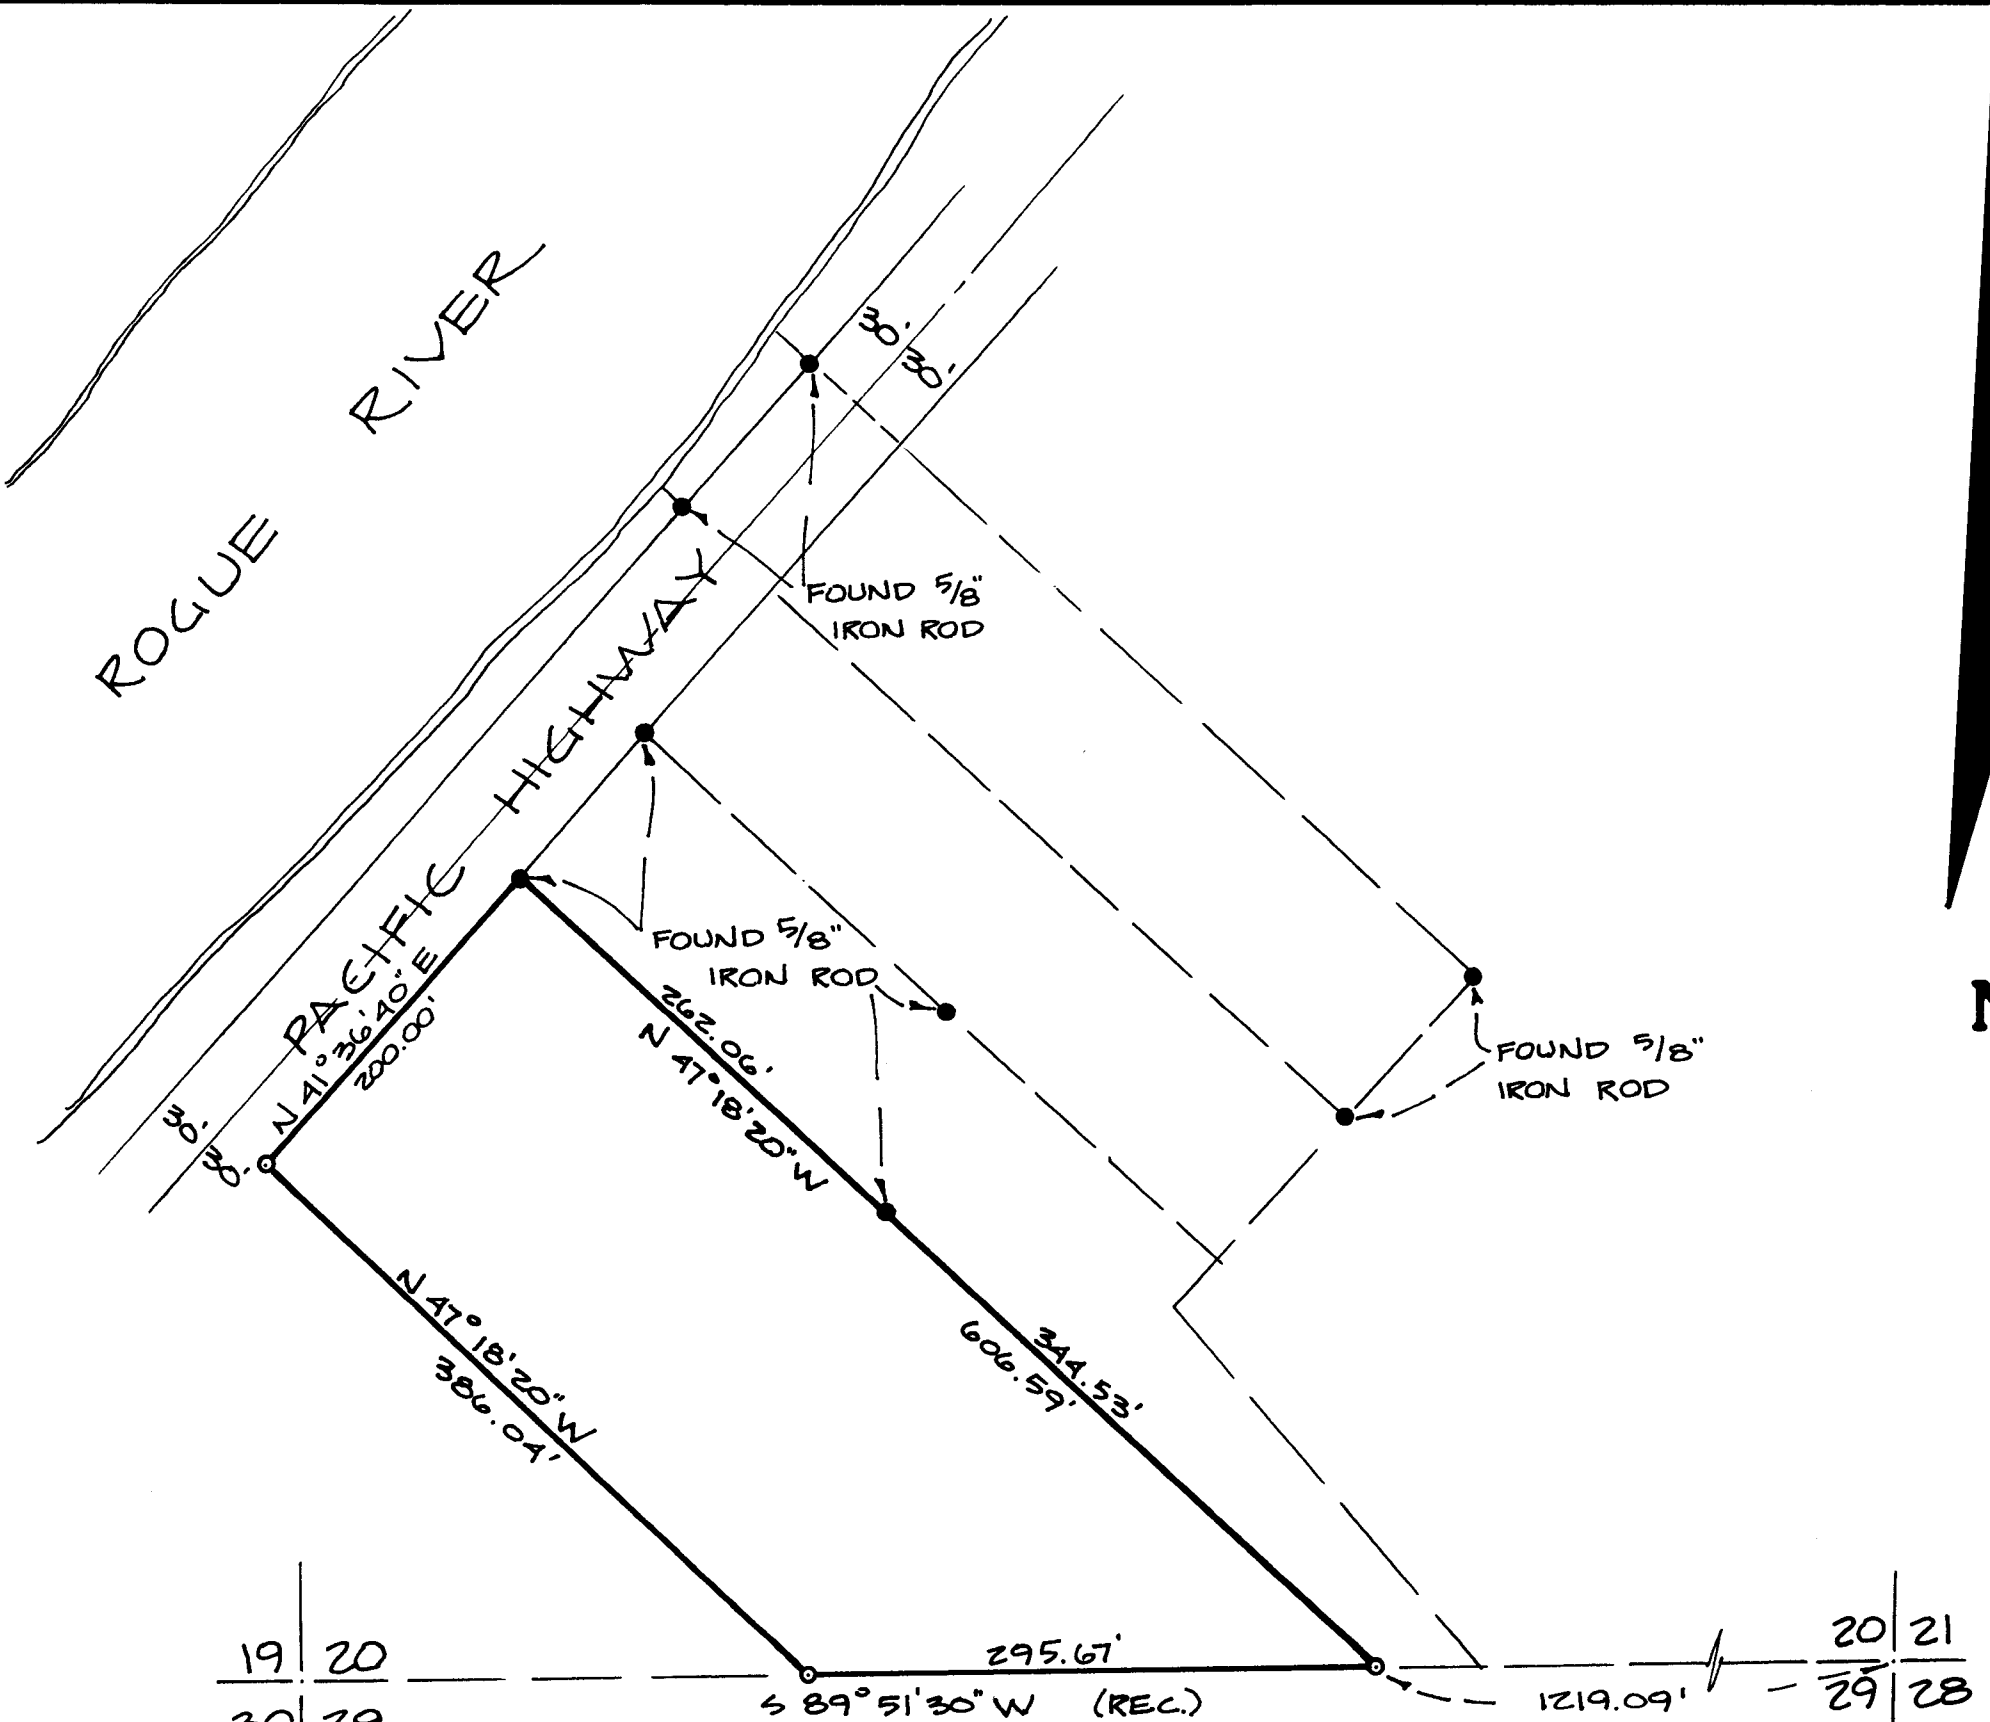 ROGUE RIVER
PACIFIC HIGHWAY
30'
30'
FOUND 5/8"
IRON ROD
FOUND 5/8"
IRON ROD
FOUND 5/8"
IRON ROD
N 41° 36' 40" E
200.00'
30'
30'
262.06'
N 47° 18' 20" W
N 47° 18' 20" W
386.04'
344.53'
606.59'
295.67'
S 89° 51' 30" W (REC.)
1219.09'
19 20
30 29
20 21
29 28
N